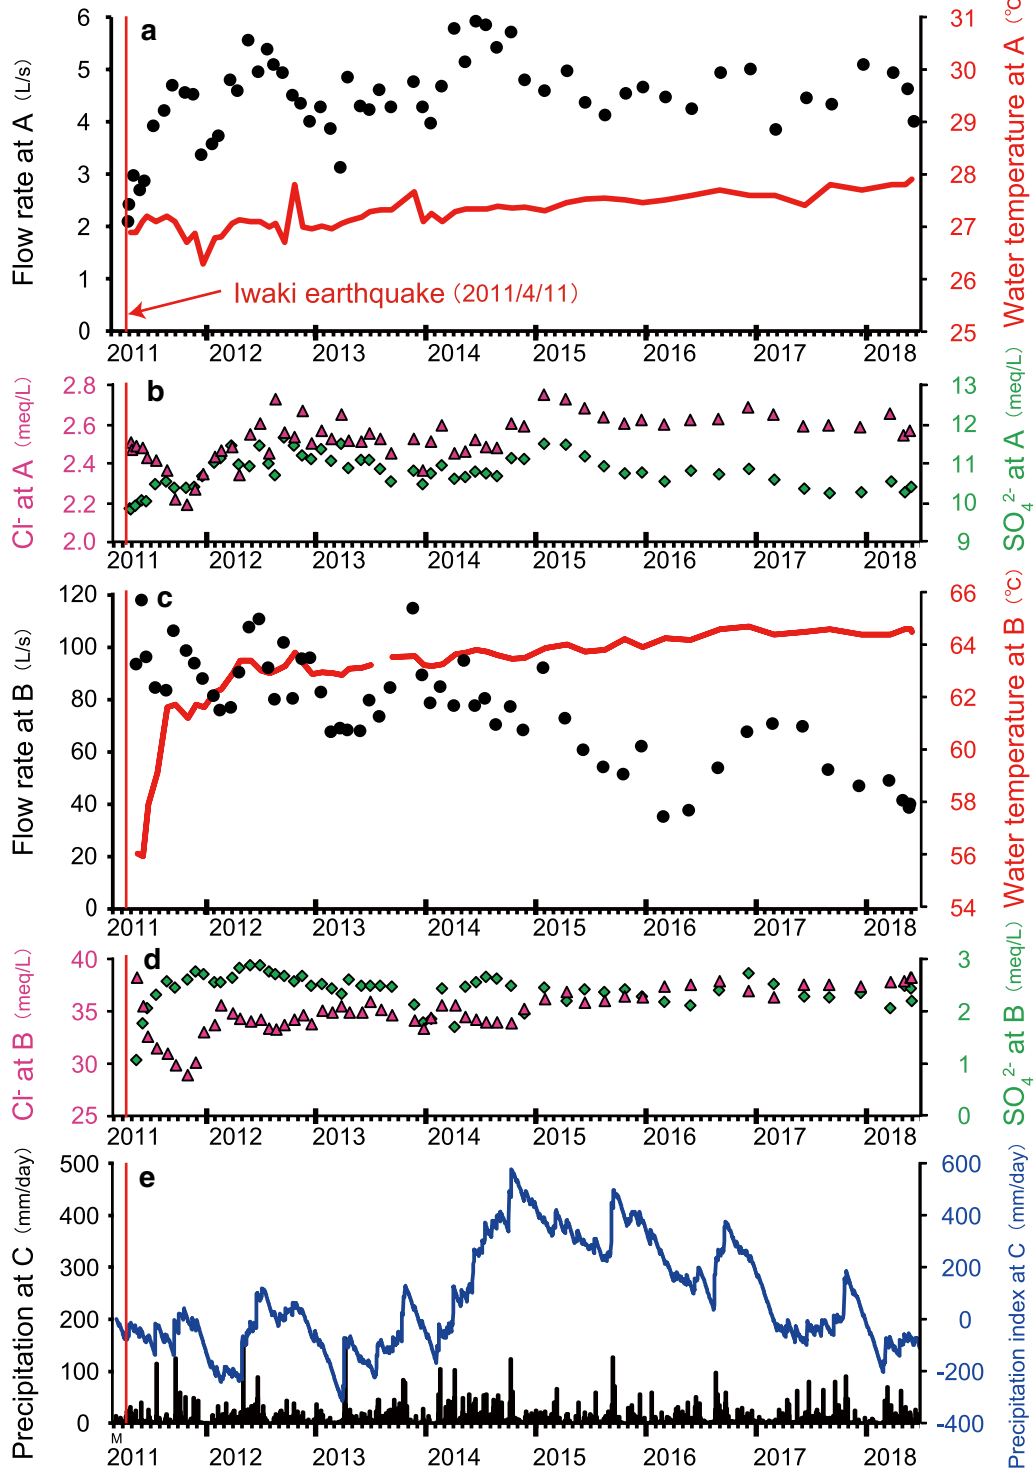 a
Flow rate at A (L/s)
6
5
4
3
2
1
0
31
30
29
28
27
26
25
Water temperature at A (℃)
Iwaki earthquake (2011/4/11)
2011 2012 2013 2014 2015 2016 2017 2018
b
Cl⁻ at A (meq/L)
2.8
2.6
2.4
2.2
2.0
13
12
11
10
9
SO₄²⁻ at A (meq/L)
2011 2012 2013 2014 2015 2016 2017 2018
c
Flow rate at B (L/s)
120
100
80
60
40
20
0
66
64
62
60
58
56
54
Water temperature at B (℃)
2011 2012 2013 2014 2015 2016 2017 2018
d
Cl⁻ at B (meq/L)
40
35
30
25
3
2
1
0
SO₄²⁻ at B (meq/L)
2011 2012 2013 2014 2015 2016 2017 2018
e
Precipitation at C (mm/day)
500
400
300
200
100
0
600
400
200
0
-200
-400
Precipitation index at C (mm/day)
M
2011 2012 2013 2014 2015 2016 2017 2018